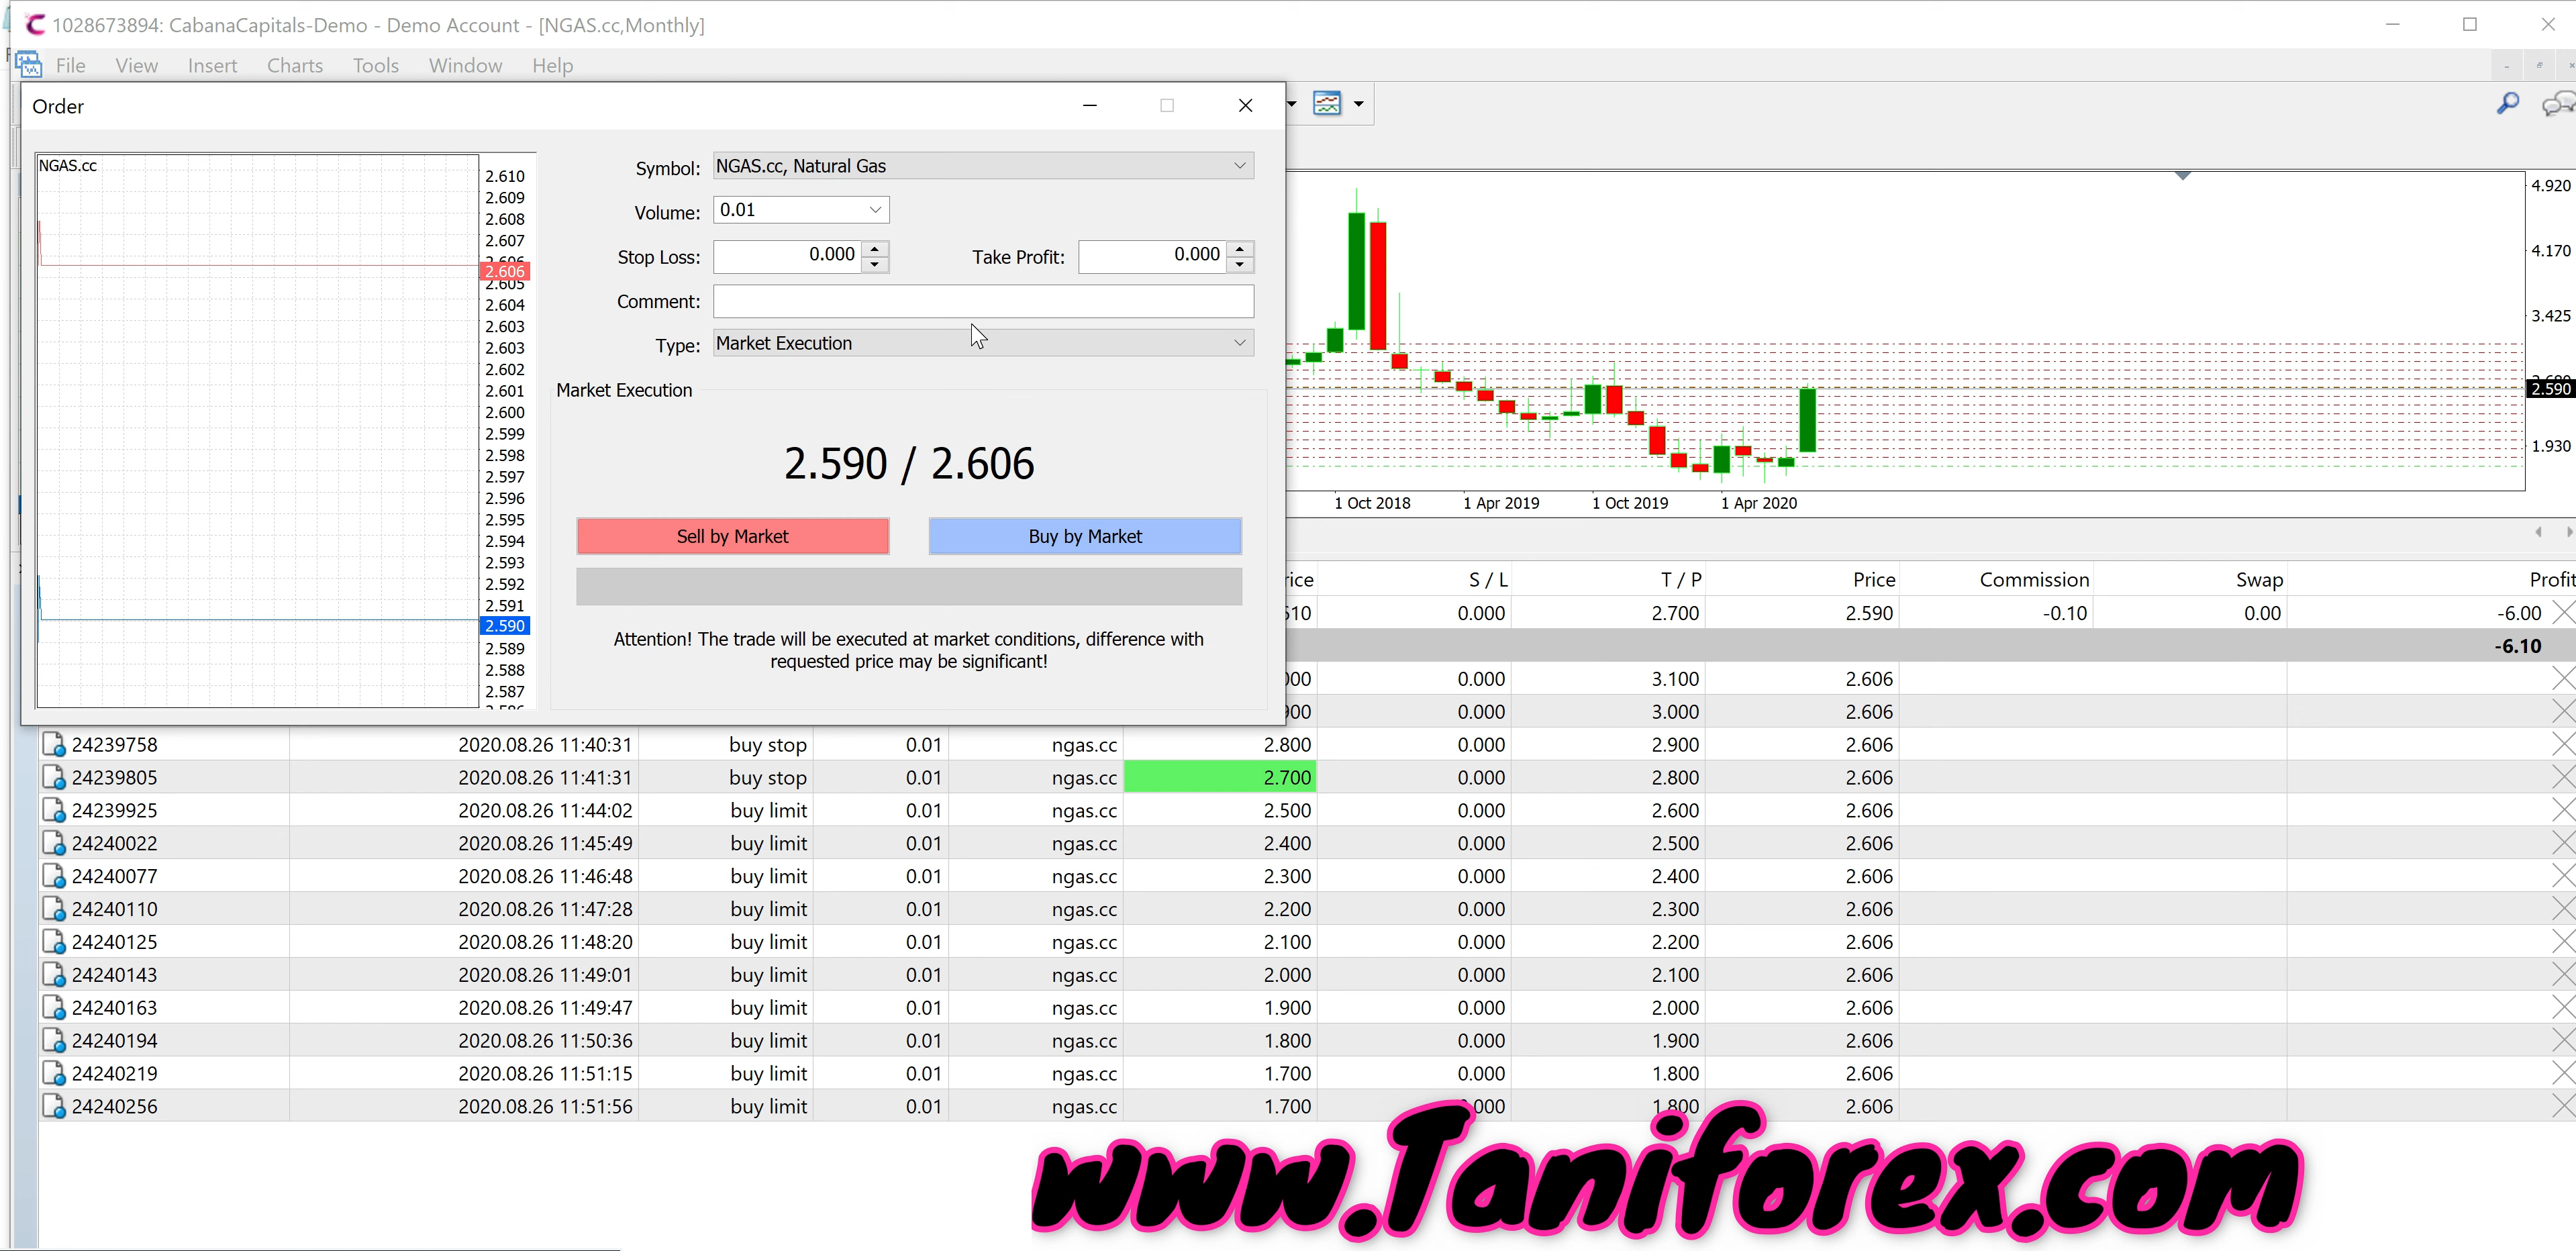 1028673894: CabanaCapitals-Demo - Demo Account - [NGAS.cc,Monthly]
File View Insert Charts Tools Window Help
Order
NGAS.cc
2.610
2.609
2.608
2.607
2.606
2.605
2.604
2.603
2.603
2.602
2.601
2.600
2.599
2.598
2.597
2.596
2.595
2.594
2.593
2.592
2.591
2.590
2.589
2.588
2.587
Symbol: NGAS.cc, Natural Gas
Volume: 0.01
Stop Loss: 0.000 Take Profit: 0.000
Comment:
Type: Market Execution
Market Execution
2.590 / 2.606
Sell by Market Buy by Market
Attention! The trade will be executed at market conditions, difference with
requested price may be significant!
4.920
4.170
3.425
2.590
1.930
1 Oct 2018 1 Apr 2019 1 Oct 2019 1 Apr 2020
S / L T / P Price Commission Swap Profit
0.000 2.700 2.590 -0.10 0.00 -6.00
-6.10
0.000 3.100 2.606
0.000 3.000 2.606
24239758 2020.08.26 11:40:31 buy stop 0.01 ngas.cc 2.800 0.000 2.900 2.606
24239805 2020.08.26 11:41:31 buy stop 0.01 ngas.cc 2.700 0.000 2.800 2.606
24239925 2020.08.26 11:44:02 buy limit 0.01 ngas.cc 2.500 0.000 2.600 2.606
24240022 2020.08.26 11:45:49 buy limit 0.01 ngas.cc 2.400 0.000 2.500 2.606
24240077 2020.08.26 11:46:48 buy limit 0.01 ngas.cc 2.300 0.000 2.400 2.606
24240110 2020.08.26 11:47:28 buy limit 0.01 ngas.cc 2.200 0.000 2.300 2.606
24240125 2020.08.26 11:48:20 buy limit 0.01 ngas.cc 2.100 0.000 2.200 2.606
24240143 2020.08.26 11:49:01 buy limit 0.01 ngas.cc 2.000 0.000 2.100 2.606
24240163 2020.08.26 11:49:47 buy limit 0.01 ngas.cc 1.900 0.000 2.000 2.606
24240194 2020.08.26 11:50:36 buy limit 0.01 ngas.cc 1.800 0.000 1.900 2.606
24240219 2020.08.26 11:51:15 buy limit 0.01 ngas.cc 1.700 0.000 1.800 2.606
24240256 2020.08.26 11:51:56 buy limit 0.01 ngas.cc 1.700 0.000 1.800 2.606
www.Taniforex.com